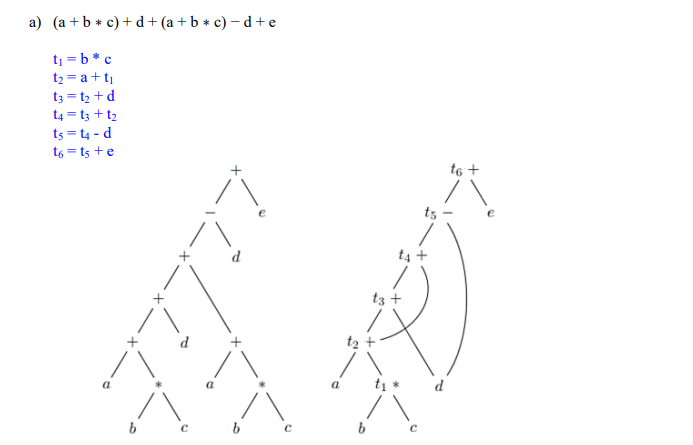 a) (a + b * c) + d + (a + b * c) − d + e
t₁ = b * c
t₂ = a + t₁
t₃ = t₂ + d
t₄ = t₃ + t₂
t₅ = t₄ - d
t₆ = t₅ + e
+ t₆ +
− e t₅ − e
+ d t₄ +
+ t₃ +
+ d + t₂ +
a * a * a t₁ * d
b c b c b c